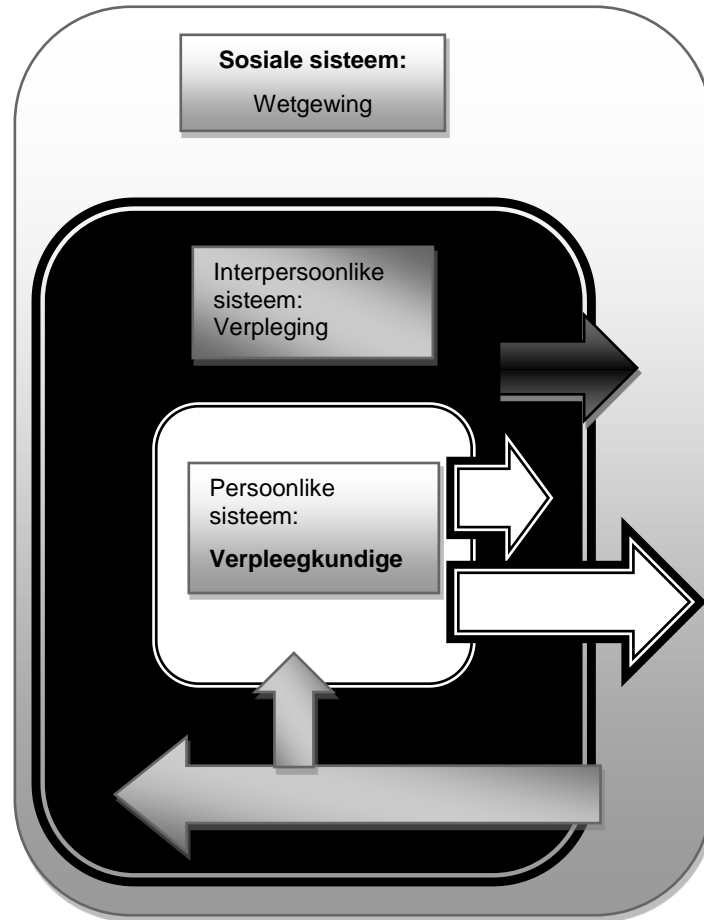 Sosiale sisteem:
Wetgewing
Interpersoonlike
sisteem:
Verpleging
Persoonlike
sisteem:
Verpleegkundige